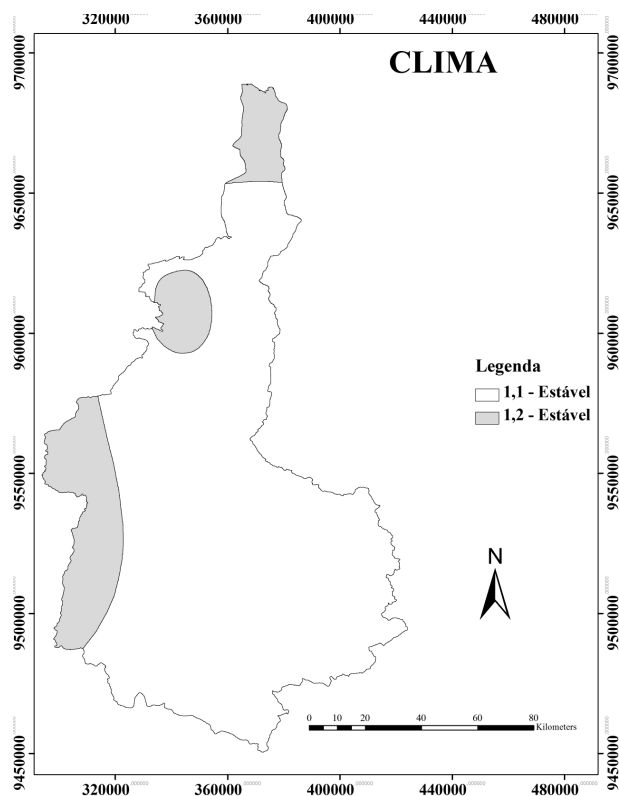 320000 360000 400000 440000 480000
CLIMA
9700000 9700000
9650000 9650000
9600000 9600000
Legenda
1,1 - Estável
1,2 - Estável
9550000 9550000
N
9500000 9500000
0 10 20 40 60 80
Kilometers
9450000 9450000
320000 360000 400000 440000 480000